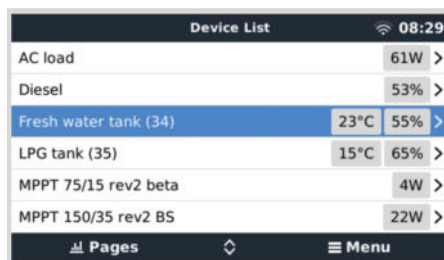 Device List 08:29
AC load 61W
Diesel 53%
Fresh water tank (34) 23°C 55%
LPG tank (35) 15°C 65%
MPPT 75/15 rev2 beta 4W
MPPT 150/35 rev2 BS 22W
Pages Menu